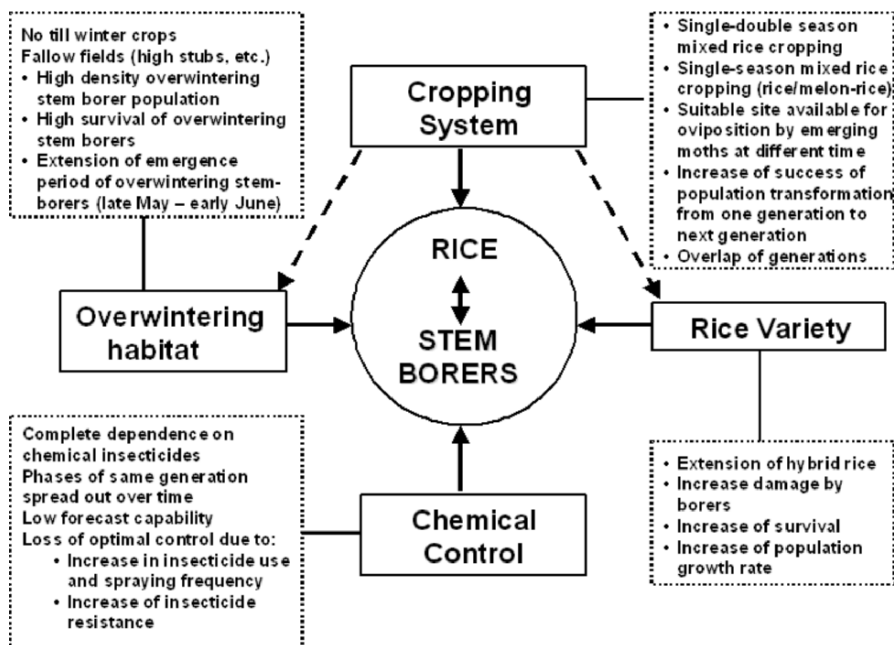 No till winter crops
Fallow fields (high stubs, etc.)
• High density overwintering
stem borer population
• High survival of overwintering
stem borers
• Extension of emergence
period of overwintering stem-
borers (late May – early June)
Cropping
System
• Single-double season
mixed rice cropping
• Single-season mixed rice
cropping (rice/melon-rice)
• Suitable site available for
oviposition by emerging
moths at different time
• Increase of success of
population transformation
from one generation to
next generation
• Overlap of generations
Overwintering
habitat
RICE
STEM
BORERS
Rice Variety
Complete dependence on
chemical insecticides
Phases of same generation
spread out over time
Low forecast capability
Loss of optimal control due to:
• Increase in insecticide use
and spraying frequency
• Increase of insecticide
resistance
Chemical
Control
• Extension of hybrid rice
• Increase damage by
borers
• Increase of survival
• Increase of population
growth rate